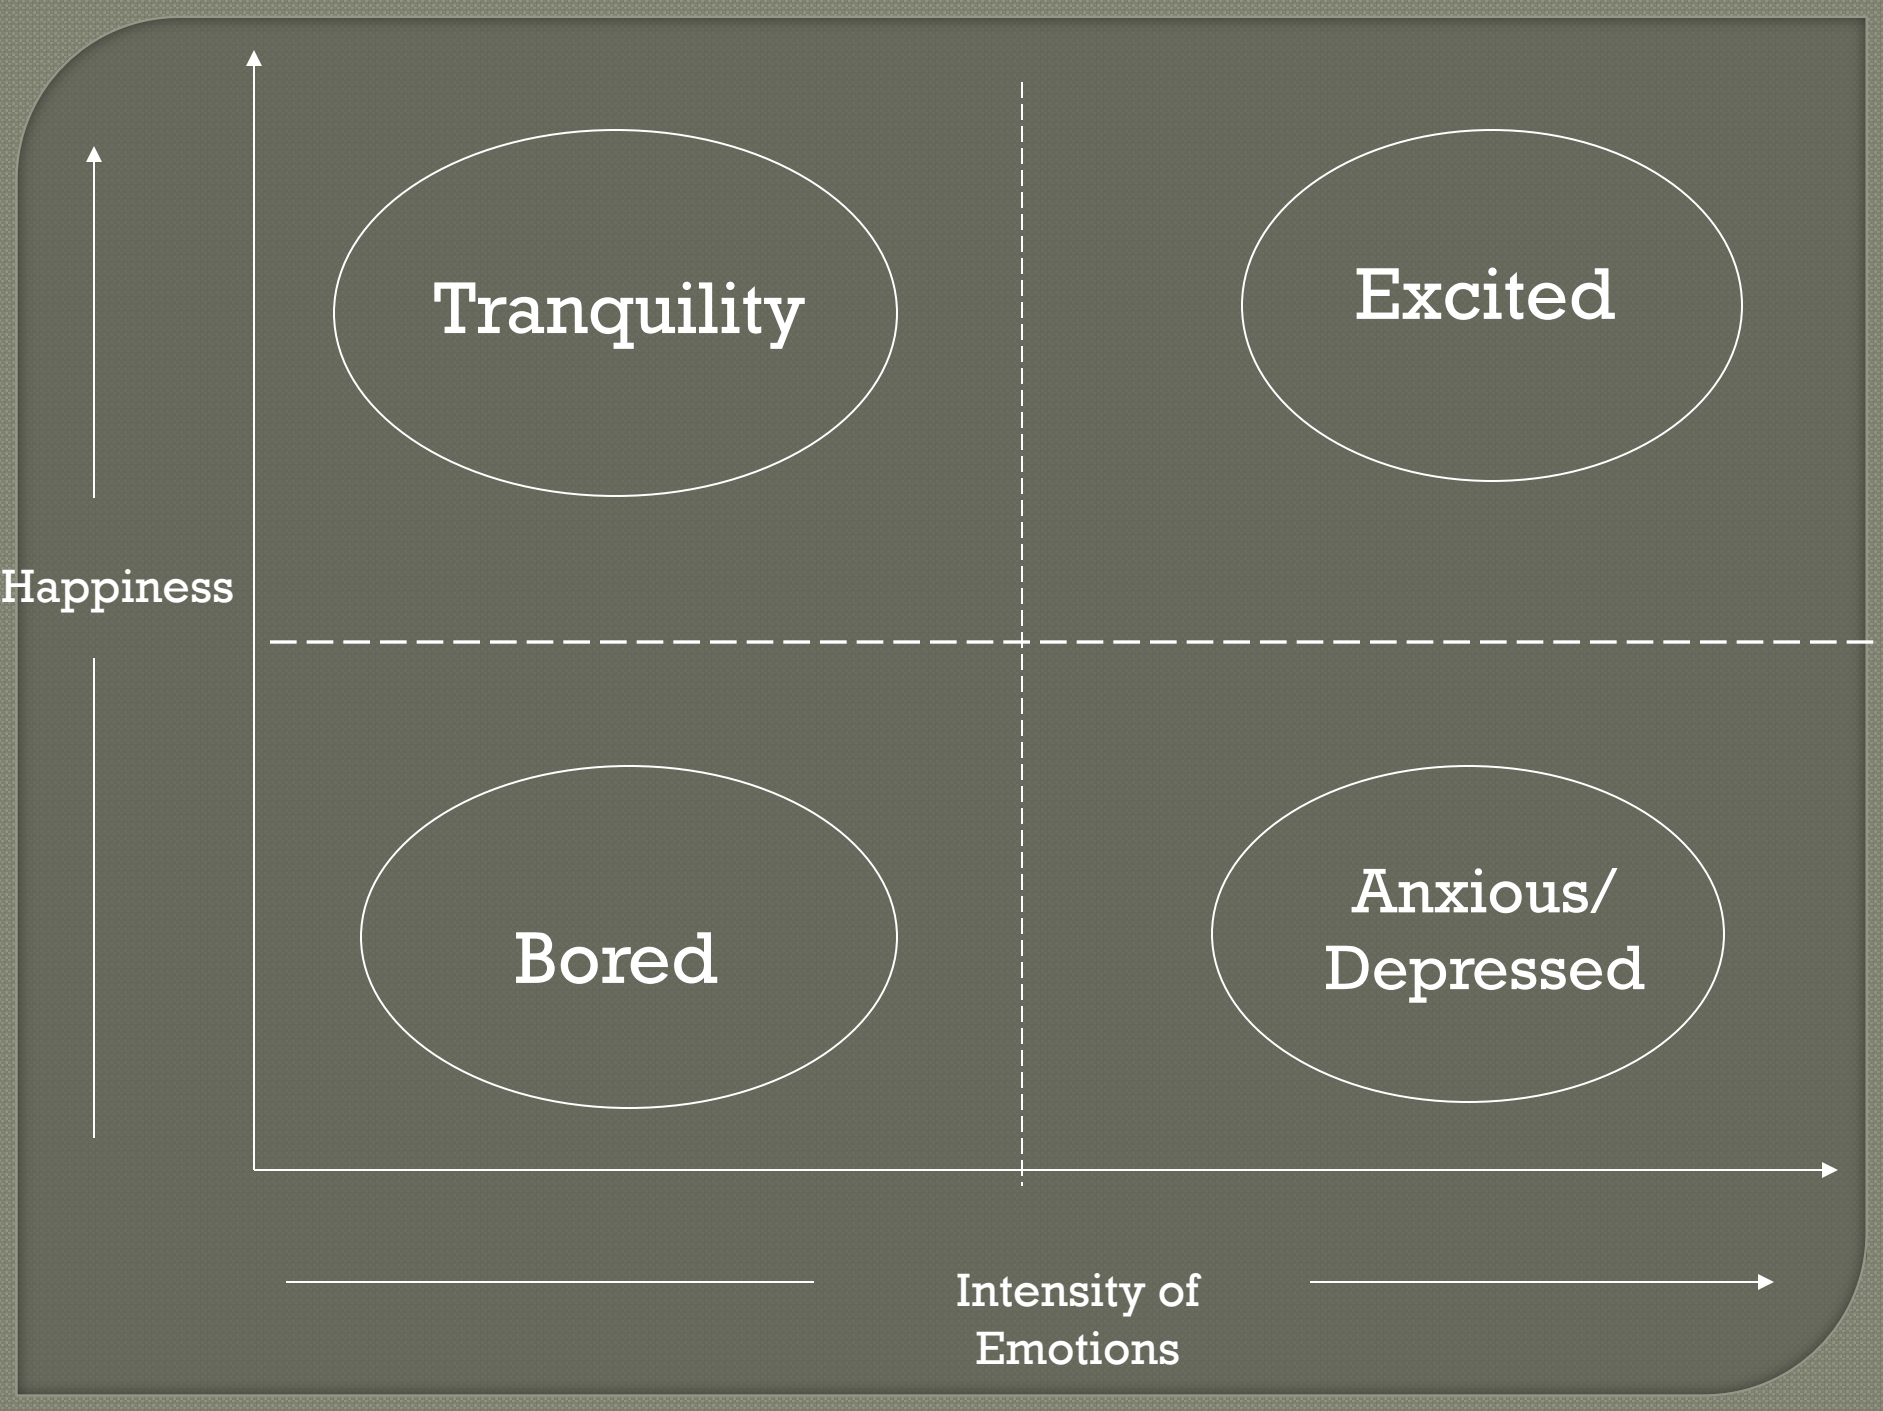 Tranquility
Excited
Happiness
Bored
Anxious/
Depressed
Intensity of
Emotions